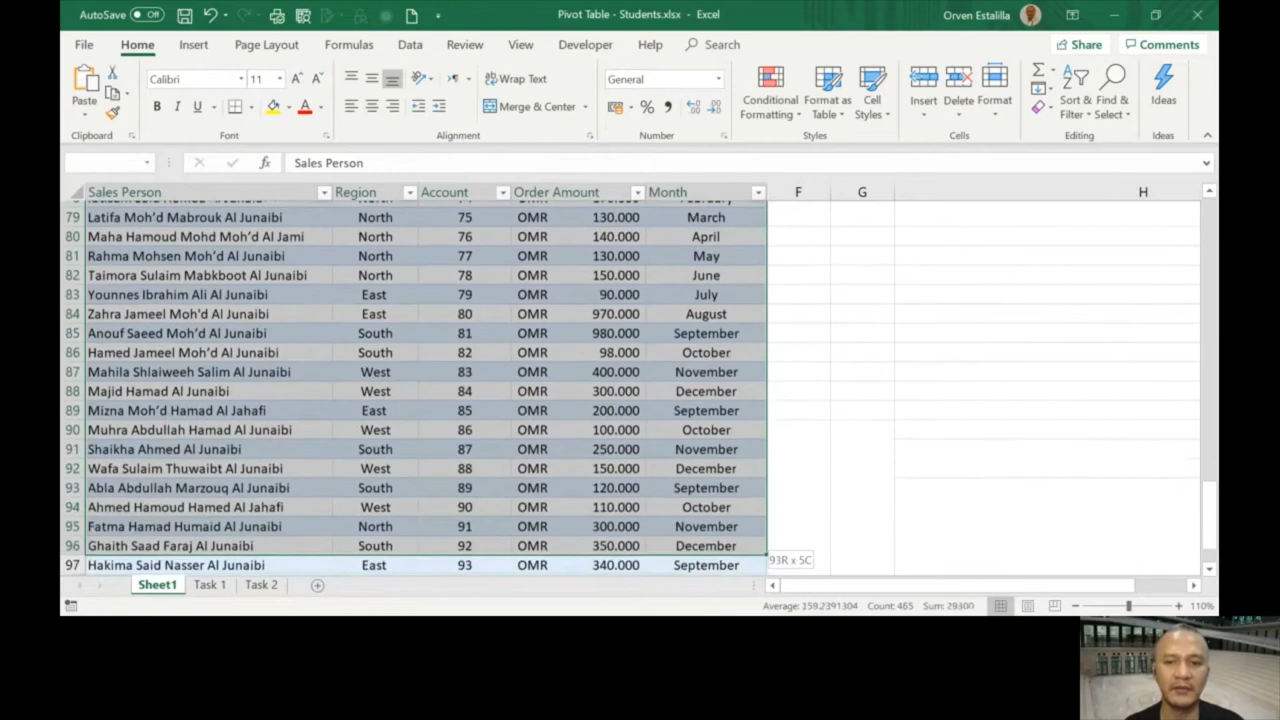 AutoSave Off Pivot Table - Students.xlsx - Excel Orven Estalilla
File Home Insert Page Layout Formulas Data Review View Developer Help Search Share Comments
Calibri 11 Wrap Text General
Paste B I U Merge & Center % Conditional Formatting Format as Table Cell Styles Insert Delete Format Sort & Filter Find & Select Ideas
Clipboard Font Alignment Number Styles Cells Editing Ideas
fx Sales Person
Sales Person Region Account Order Amount Month F G H
79 Latifa Moh’d Mabrouk Al Junaibi North 75 OMR 130.000 March
80 Maha Hamoud Mohd Moh’d Al Jami North 76 OMR 140.000 April
81 Rahma Mohsen Moh’d Al Junaibi North 77 OMR 130.000 May
82 Taimora Sulaim Mabkboot Al Junaibi North 78 OMR 150.000 June
83 Younnes Ibrahim Ali Al Junaibi East 79 OMR 90.000 July
84 Zahra Jameel Moh'd Al Junaibi East 80 OMR 970.000 August
85 Anouf Saeed Moh’d Al Junaibi South 81 OMR 980.000 September
86 Hamed Jameel Moh’d Al Junaibi South 82 OMR 98.000 October
87 Mahila Shlaiweeh Salim Al Junaibi West 83 OMR 400.000 November
88 Majid Hamad Al Junaibi West 84 OMR 300.000 December
89 Mizna Moh’d Hamad Al Jahafi East 85 OMR 200.000 September
90 Muhra Abdullah Hamad Al Junaibi West 86 OMR 100.000 October
91 Shaikha Ahmed Al Junaibi South 87 OMR 250.000 November
92 Wafa Sulaim Thuwaibt Al Junaibi West 88 OMR 150.000 December
93 Abla Abdullah Marzouq Al Junaibi South 89 OMR 120.000 September
94 Ahmed Hamoud Hamed Al Jahafi West 90 OMR 110.000 October
95 Fatma Hamad Humaid Al Junaibi North 91 OMR 300.000 November
96 Ghaith Saad Faraj Al Junaibi South 92 OMR 350.000 December
93R x 5C
97 Hakima Said Nasser Al Junaibi East 93 OMR 340.000 September
Sheet1 Task 1 Task 2
Average: 159.2391304 Count: 465 Sum: 29300 110%